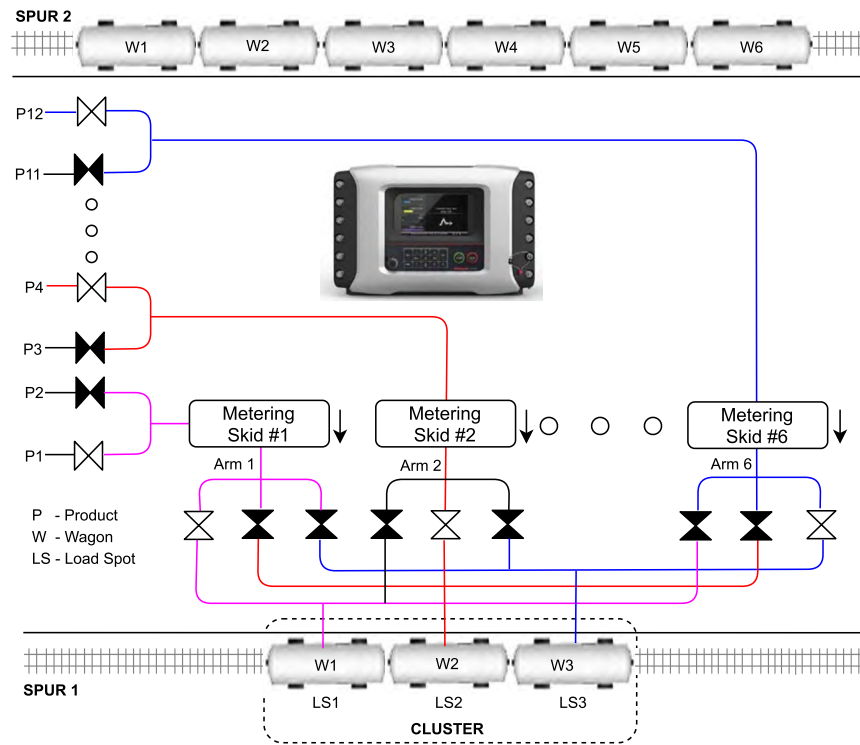 SPUR 2
W1 W2 W3 W4 W5 W6
P12
P11
P4
P3
P2
P1
Metering
Skid #1
Metering
Skid #2
Metering
Skid #6
Arm 1
Arm 2
Arm 6
P - Product
W - Wagon
LS - Load Spot
W1 W2 W3
SPUR 1
LS1 LS2 LS3
CLUSTER